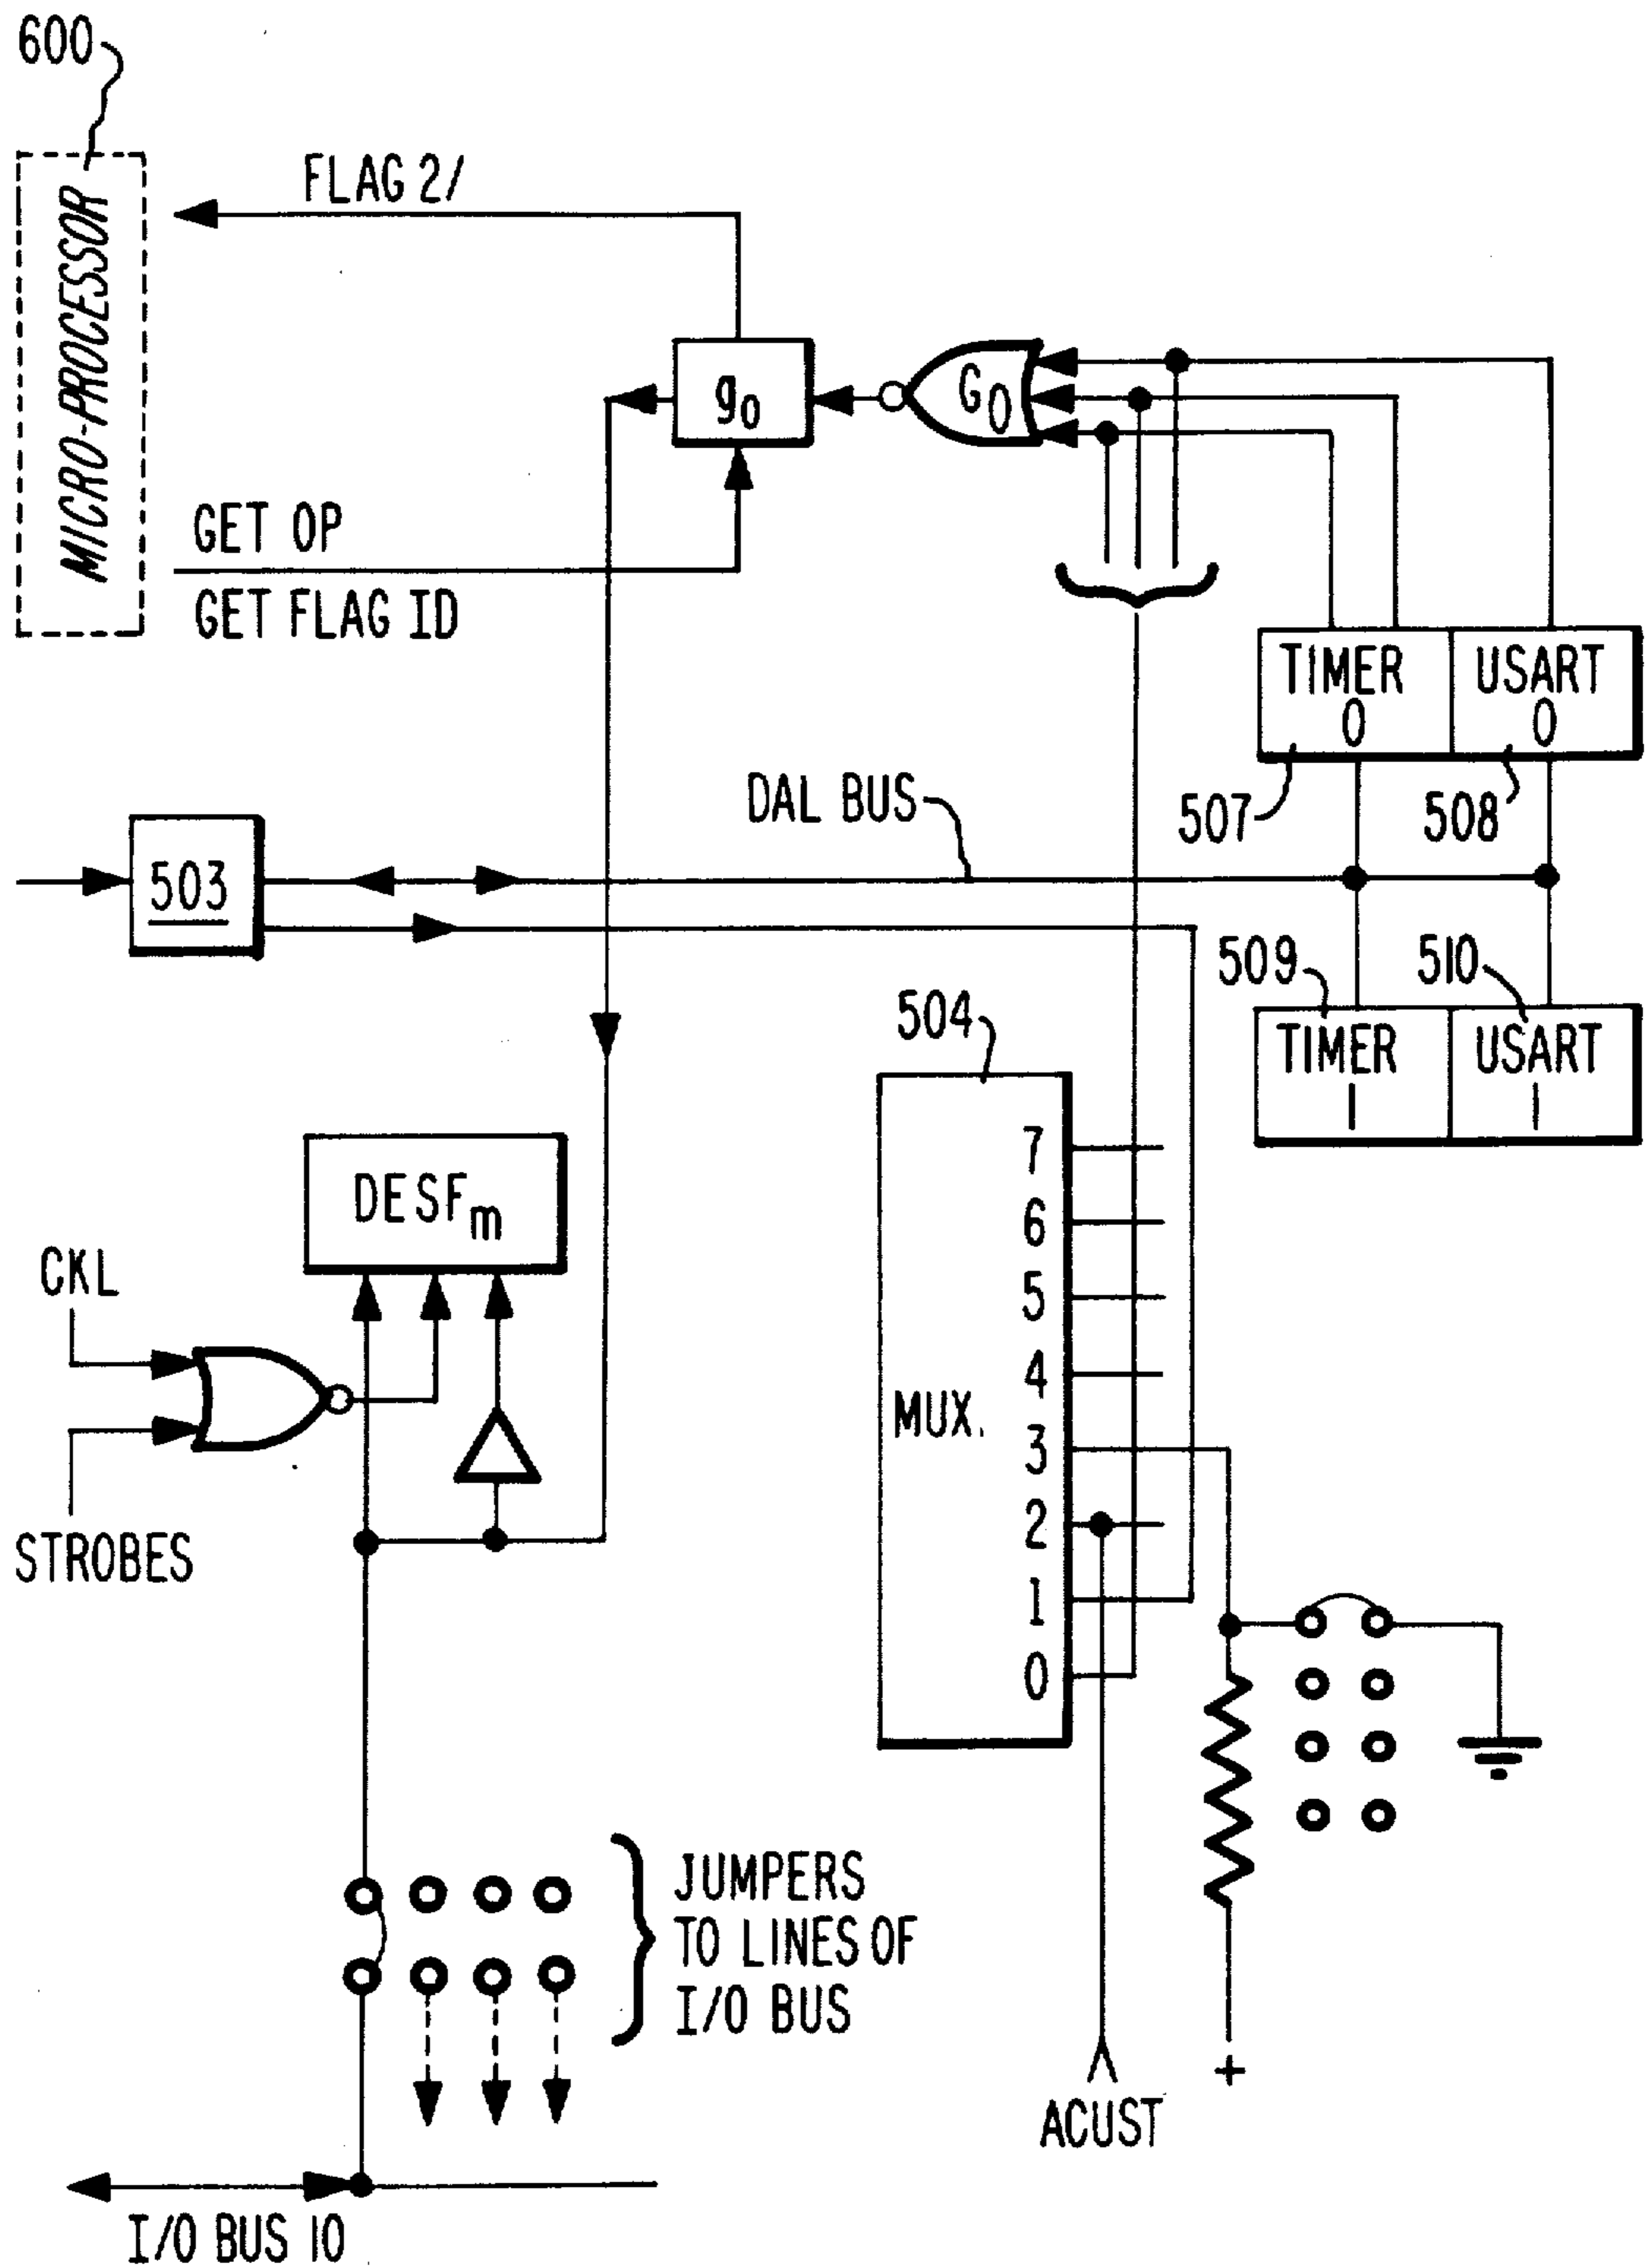 600
MICRO-PROCESSOR
FLAG 2/
g0
G0
GET OP
GET FLAG ID
TIMER
0
USART
0
507
508
DAL BUS
503
509
510
TIMER
1
USART
1
504
MUX.
7
6
5
4
3
2
1
0
DESFm
CKL
STROBES
JUMPERS
TO LINES OF
I/O BUS
+
ACUST
I/O BUS 10